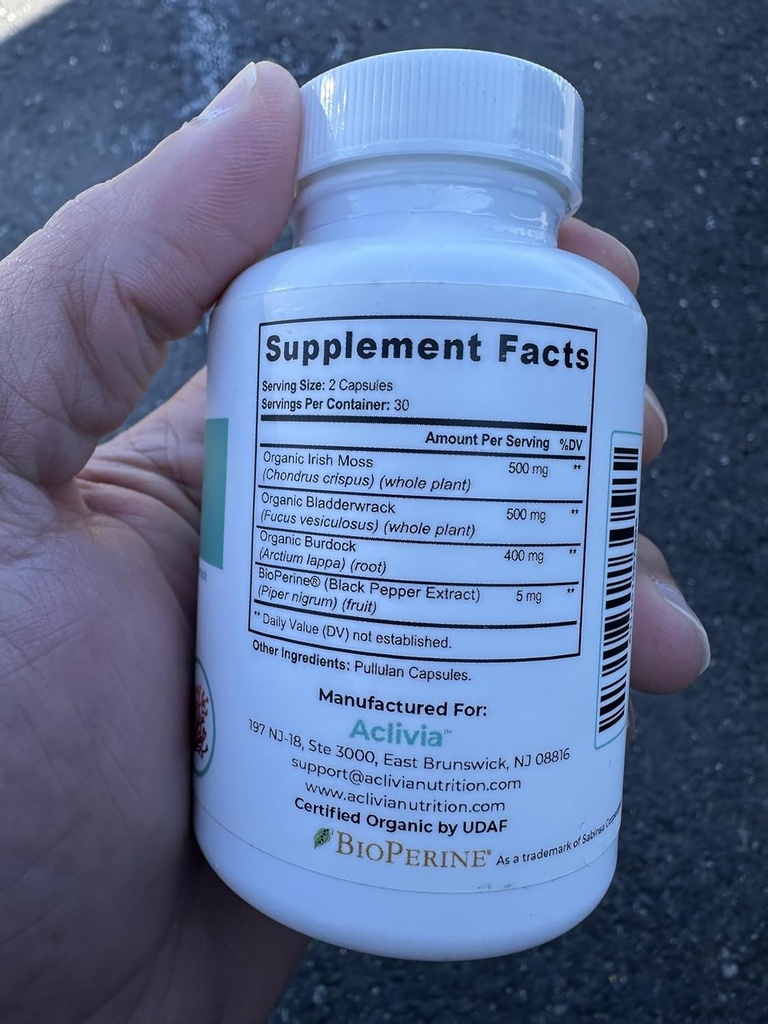 Supplement Facts
Serving Size: 2 Capsules
Servings Per Container: 30
Amount Per Serving %DV
Organic Irish Moss 500 mg **
(Chondrus crispus) (whole plant)
Organic Bladderwrack 500 mg **
(Fucus vesiculosus) (whole plant)
Organic Burdock 400 mg **
(Arctium lappa) (root)
BioPerine® (Black Pepper Extract) 5 mg **
(Piper nigrum) (fruit)
** Daily Value (DV) not established.
Other Ingredients: Pullulan Capsules.
Manufactured For:
Aclivia™
197 NJ-18, Ste 3000, East Brunswick, NJ 08816
support@aclivianutrition.com
www.aclivianutrition.com
Certified Organic by UDAF
BIOPERINE® As a trademark of Sabinsa